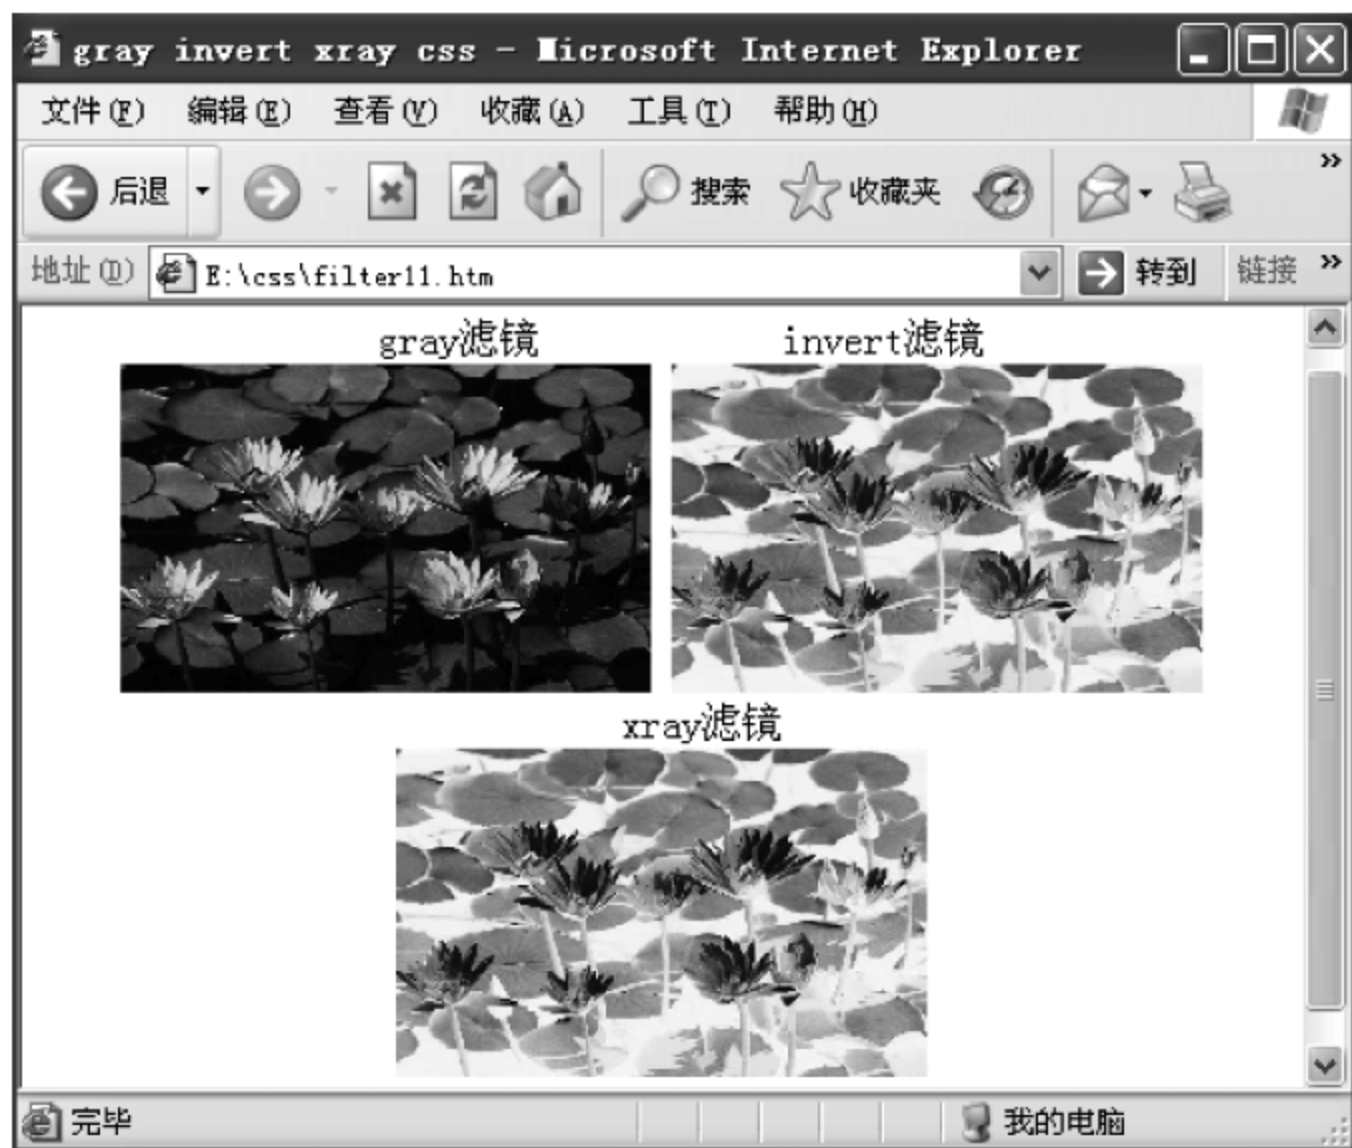 gray invert xray css - Microsoft Internet Explorer
文件(F) 编辑(E) 查看(V) 收藏(A) 工具(T) 帮助(H)
后退 搜索 收藏夹 »
地址(D) E:\css\filter11.htm 转到 链接 »
gray滤镜 invert滤镜
xray滤镜
完毕 我的电脑